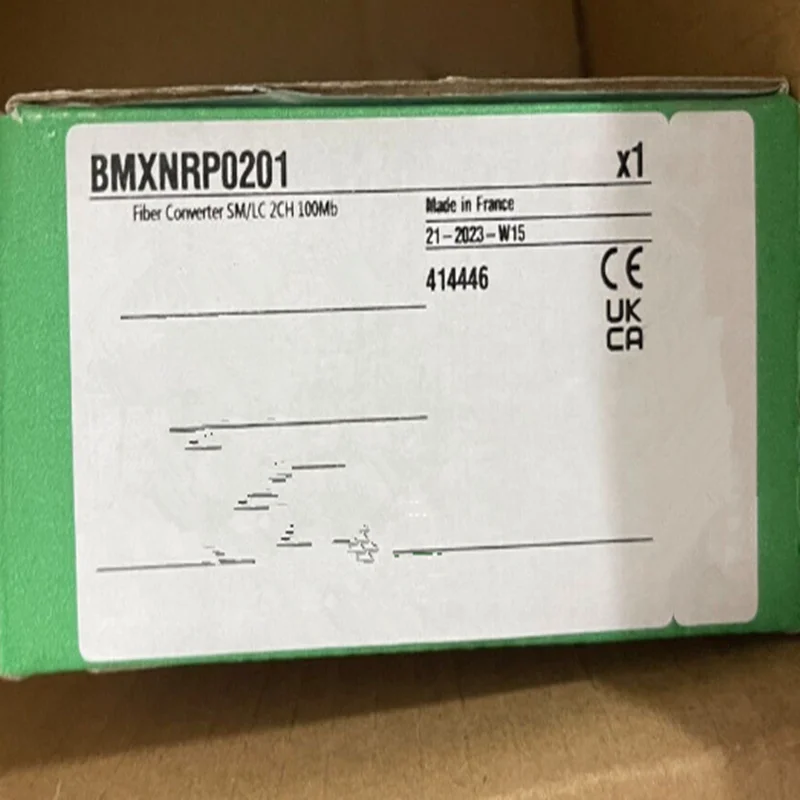 BMXNRP0201 x1
Fiber Converter SM/LC 2CH 100Mb
Made in France
21-2023-W15
414446
CE
UK
CA